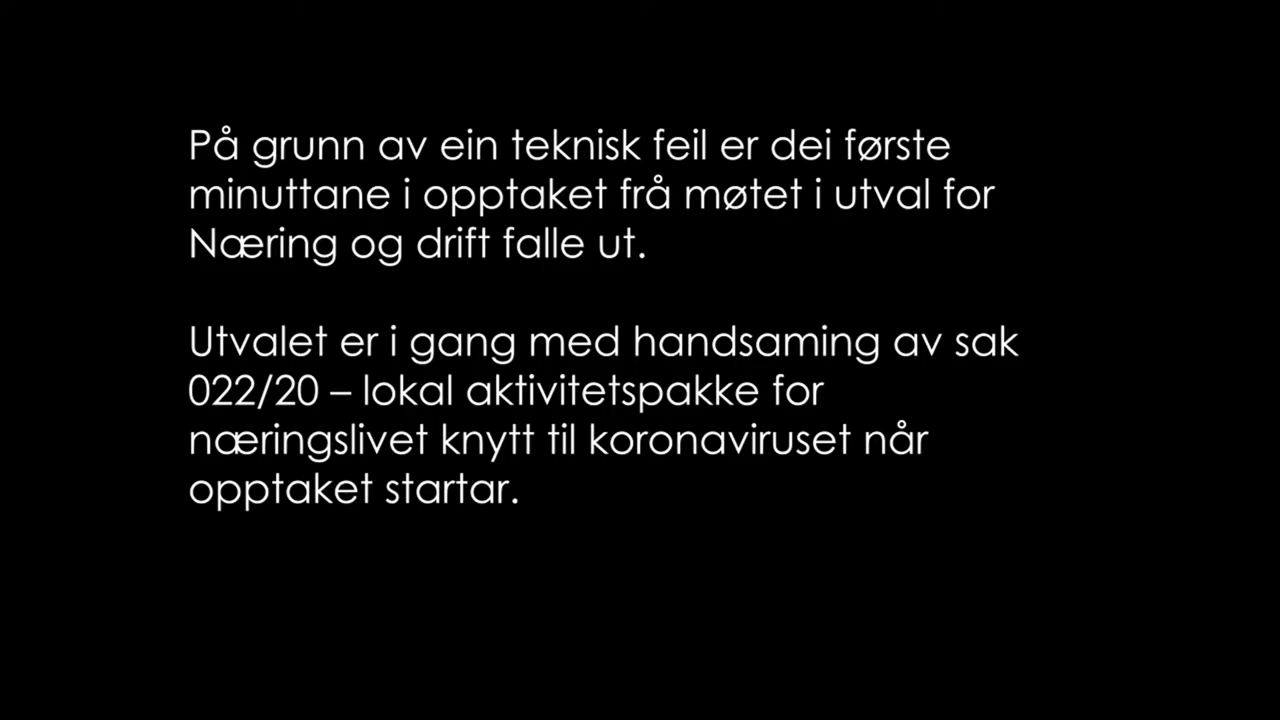 På grunn av ein teknisk feil er dei første
minuttane i opptaket frå møtet i utval for
Næring og drift falle ut.
Utvalet er i gang med handsaming av sak
022/20 – lokal aktivitetspakke for
næringslivet knytt til koronaviruset når
opptaket startar.